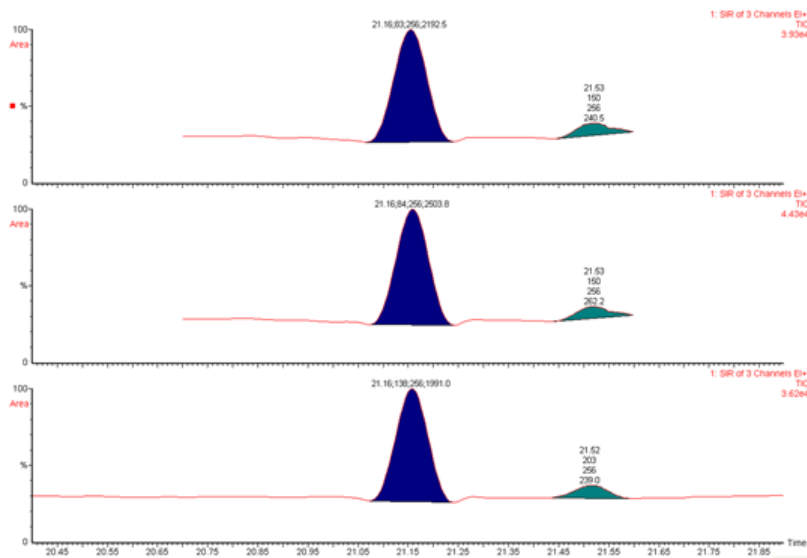 1: SIR of 3 Channels EI+
TIC
3.93e4
100
Area
%
0
21.16;83;256;2192.5
21.53
150
256
240.5
1: SIR of 3 Channels EI+
TIC
4.43e4
100
Area
%
0
21.16;84;256;2503.8
21.53
150
256
262.2
1: SIR of 3 Channels EI+
TIC
3.62e4
100
Area
%
0
21.16;138;256;1991.0
21.52
203
256
239.0
20.45 20.55 20.65 20.75 20.85 20.95 21.05 21.15 21.25 21.35 21.45 21.55 21.65 21.75 21.85 Time